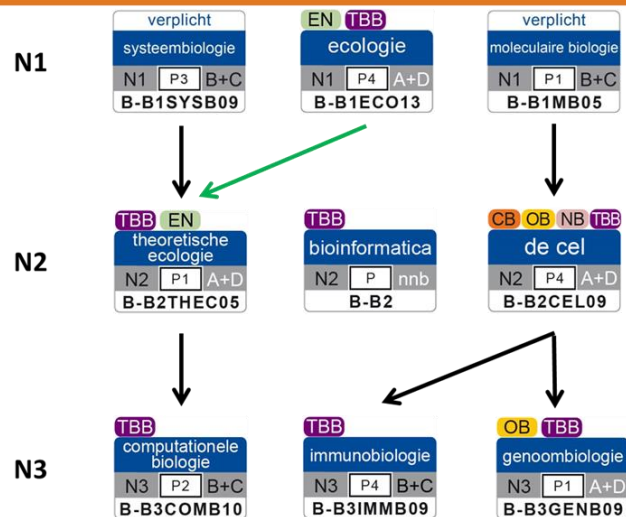 verplicht
systeembiologie
N1 P3 B+C
B-B1SYSB09
EN TBB
ecologie
N1 P4 A+D
B-B1ECO13
verplicht
moleculaire biologie
N1 P1 B+C
B-B1MB05
N1
TBB EN
theoretische
ecologie
N2 P1 A+D
B-B2THEC05
TBB
bioinformatica
N2 P nnb
B-B2
CB OB NB TBB
de cel
N2 P4 A+D
B-B2CEL09
N2
TBB
computationele
biologie
N3 P2 B+C
B-B3COMB10
TBB
immunobiologie
N3 P4 B+C
B-B3IMMB09
OB TBB
genoombiologie
N3 P1 A+D
B-B3GENB09
N3